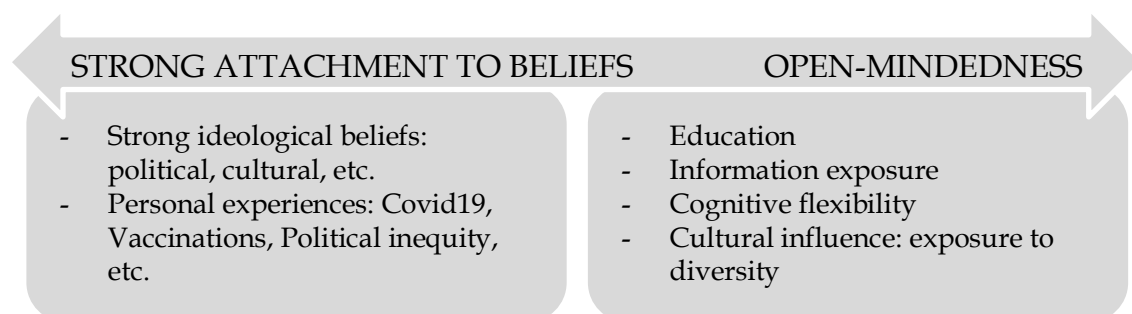 STRONG ATTACHMENT TO BELIEFS
OPEN-MINDEDNESS
- Strong ideological beliefs:
political, cultural, etc.
- Personal experiences: Covid19,
Vaccinations, Political inequity,
etc.
- Education
- Information exposure
- Cognitive flexibility
- Cultural influence: exposure to
diversity